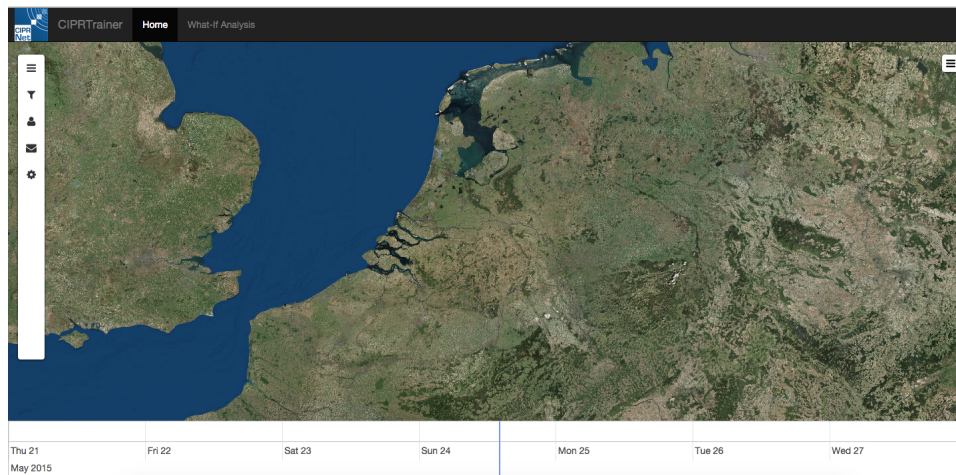 CIPR
Net
CIPRTrainer
Home
What-If Analysis
Thu 21
Fri 22
Sat 23
Sun 24
Mon 25
Tue 26
Wed 27
May 2015